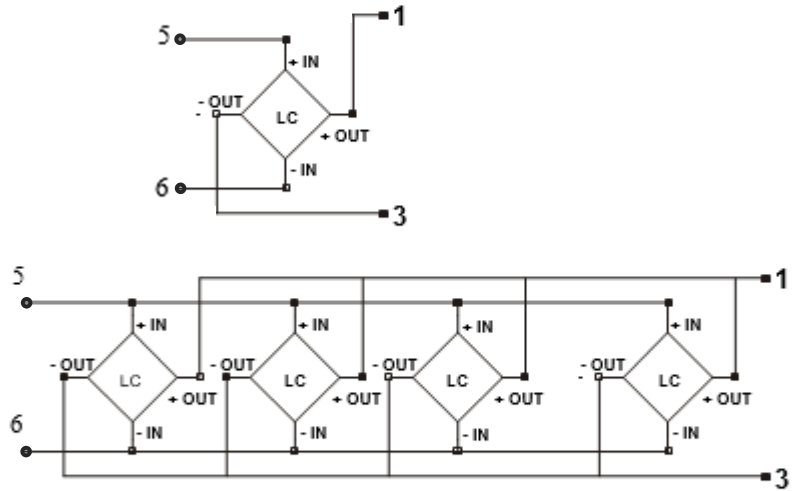 1
5
+ IN
- OUT
-
LC
+ OUT
- IN
6
3
5
1
+ IN
+ IN
+ IN
+ IN
- OUT
- OUT
- OUT
- OUT
-
LC
LC
LC
LC
+ OUT
+ OUT
+ OUT
+ OUT
6
- IN
- IN
- IN
- IN
3